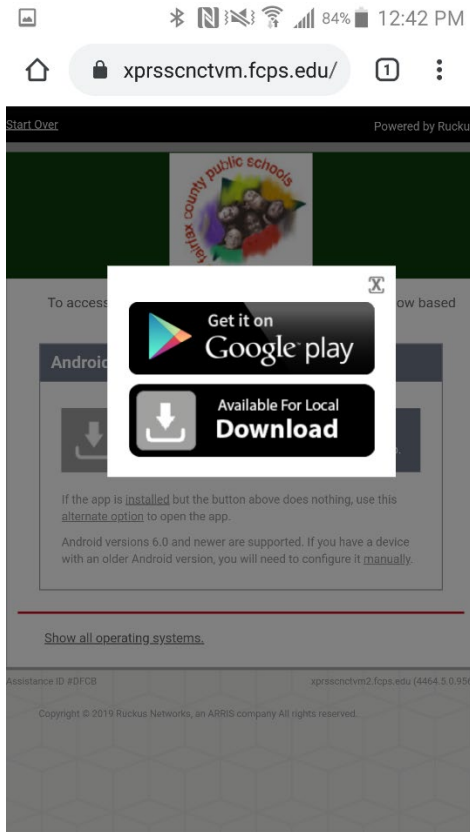 84% 12:42 PM
xprsscnctvm.fcps.edu/ 1
Start Over Powered by Rucku
fairfax county public schools
X
To access ow based
Get it on
Google play
Android
Available For Local
Download
If the app is installed but the button above does nothing, use this
alternate option to open the app.
Android versions 6.0 and newer are supported. If you have a device
with an older Android version, you will need to configure it manually.
Show all operating systems.
Assistance ID #DFCB xprsscnctvm2.fcps.edu (4464.5.0.956
Copyright © 2019 Ruckus Networks, an ARRIS company All rights reserved.